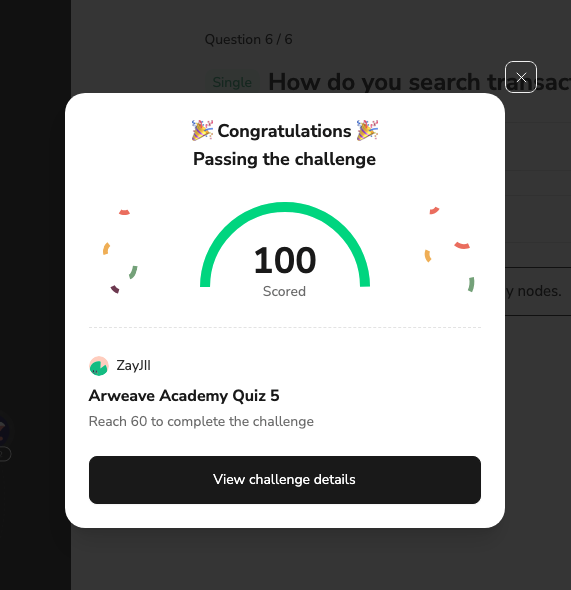 Question 6 / 6
Single How do you search transact
🎉 Congratulations 🎉
Passing the challenge
100
Scored
y nodes.
ZayJII
Arweave Academy Quiz 5
Reach 60 to complete the challenge
View challenge details